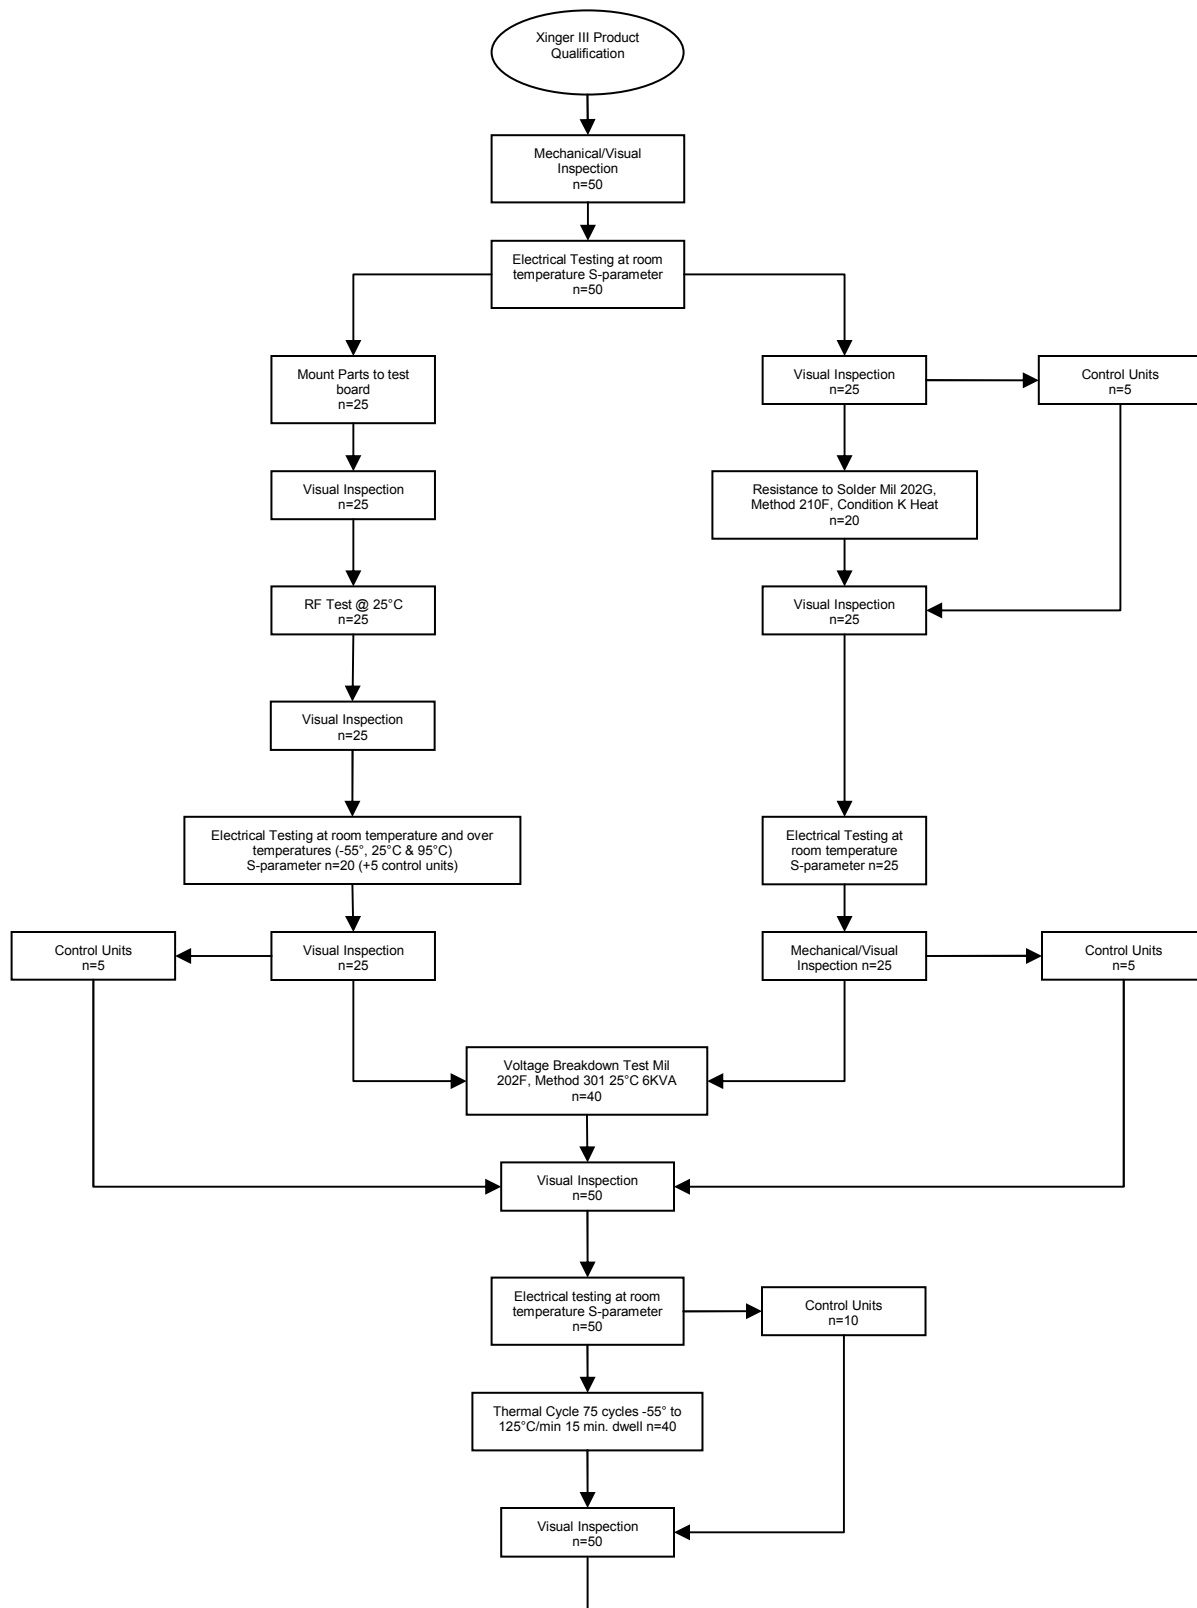 Xinger III Product
Qualification
Mechanical/Visual
Inspection
n=50
Electrical Testing at room
temperature S-parameter
n=50
Mount Parts to test
board
n=25
Visual Inspection
n=25
Control Units
n=5
Visual Inspection
n=25
Resistance to Solder Mil 202G,
Method 210F, Condition K Heat
n=20
RF Test @ 25°C
n=25
Visual Inspection
n=25
Visual Inspection
n=25
Electrical Testing at room temperature and over
temperatures (-55°, 25°C & 95°C)
S-parameter n=20 (+5 control units)
Electrical Testing at
room temperature
S-parameter n=25
Control Units
n=5
Visual Inspection
n=25
Mechanical/Visual
Inspection n=25
Control Units
n=5
Voltage Breakdown Test Mil
202F, Method 301 25°C 6KVA
n=40
Visual Inspection
n=50
Electrical testing at room
temperature S-parameter
n=50
Control Units
n=10
Thermal Cycle 75 cycles -55° to
125°C/min 15 min. dwell n=40
Visual Inspection
n=50